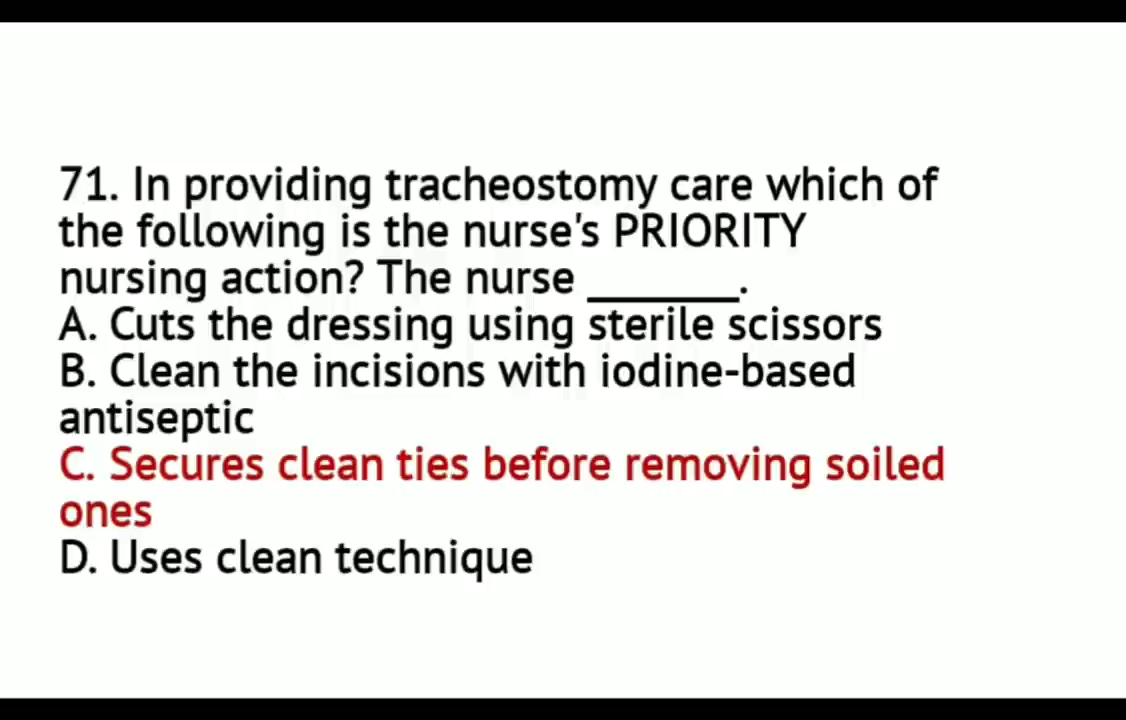 71. In providing tracheostomy care which of
the following is the nurse's PRIORITY
nursing action? The nurse _______.
A. Cuts the dressing using sterile scissors
B. Clean the incisions with iodine-based
antiseptic
C. Secures clean ties before removing soiled
ones
D. Uses clean technique